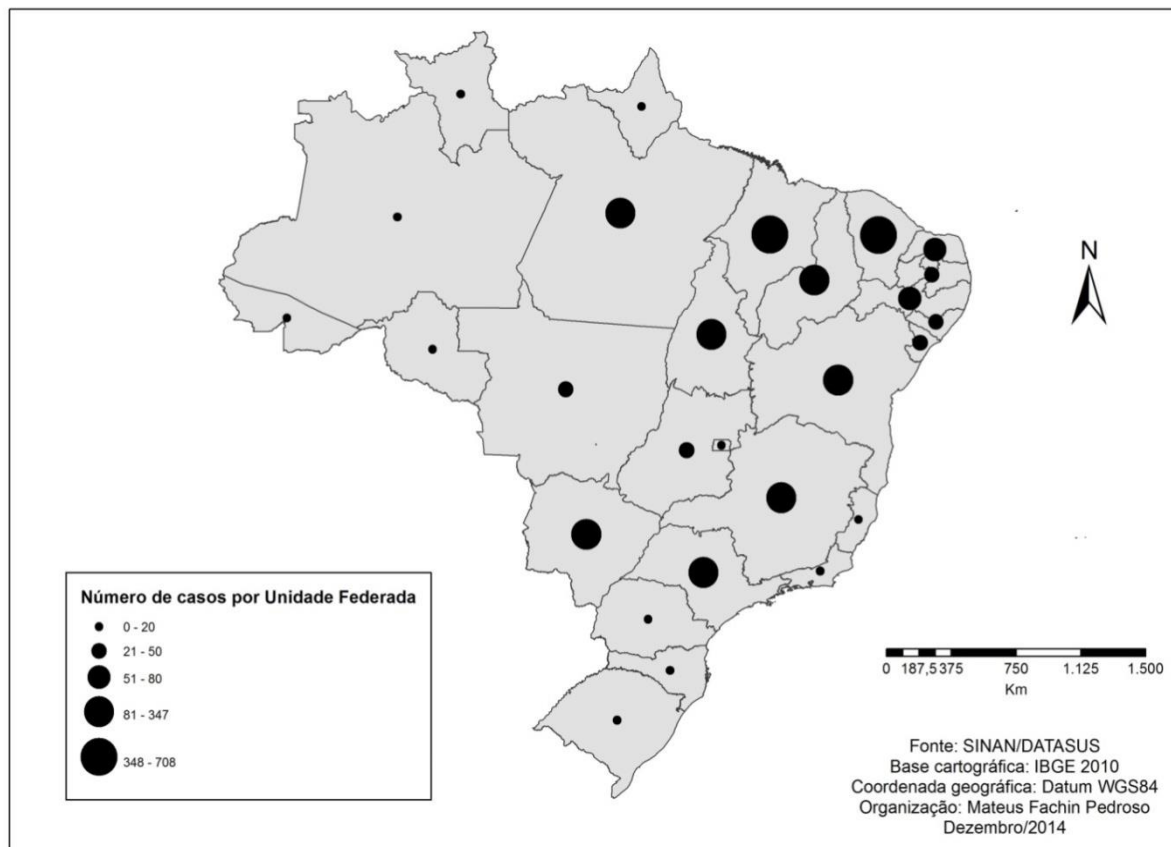 N
Número de casos por Unidade Federada
0 - 20
21 - 50
51 - 80
81 - 347
348 - 708
0 187,5 375 750 1.125 1.500
Km
Fonte: SINAN/DATASUS
Base cartográfica: IBGE 2010
Coordenada geográfica: Datum WGS84
Organização: Mateus Fachin Pedroso
Dezembro/2014